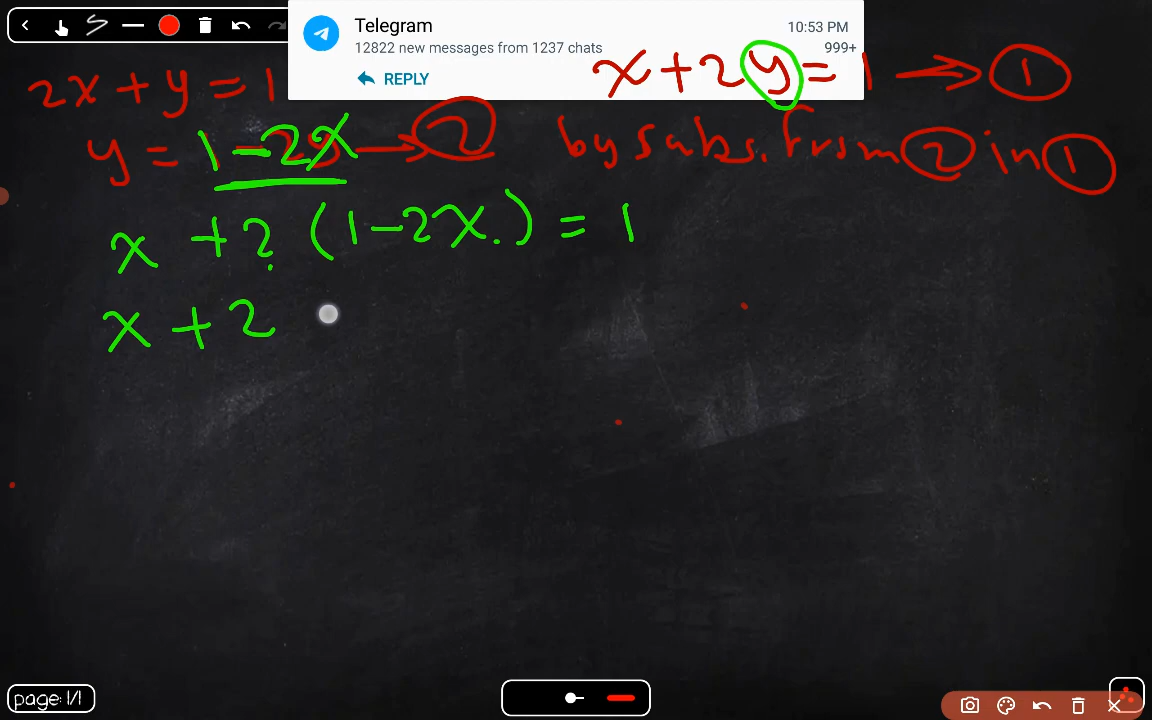 Telegram 10:53 PM
12822 new messages from 1237 chats 999+
REPLY
2x + y = 1 x + 2y = 1 → 1
y = 1 - 2x → 2 by subs. from 2 in 1
x + 2 (1 - 2x.) = 1
x + 2
page: 1/1